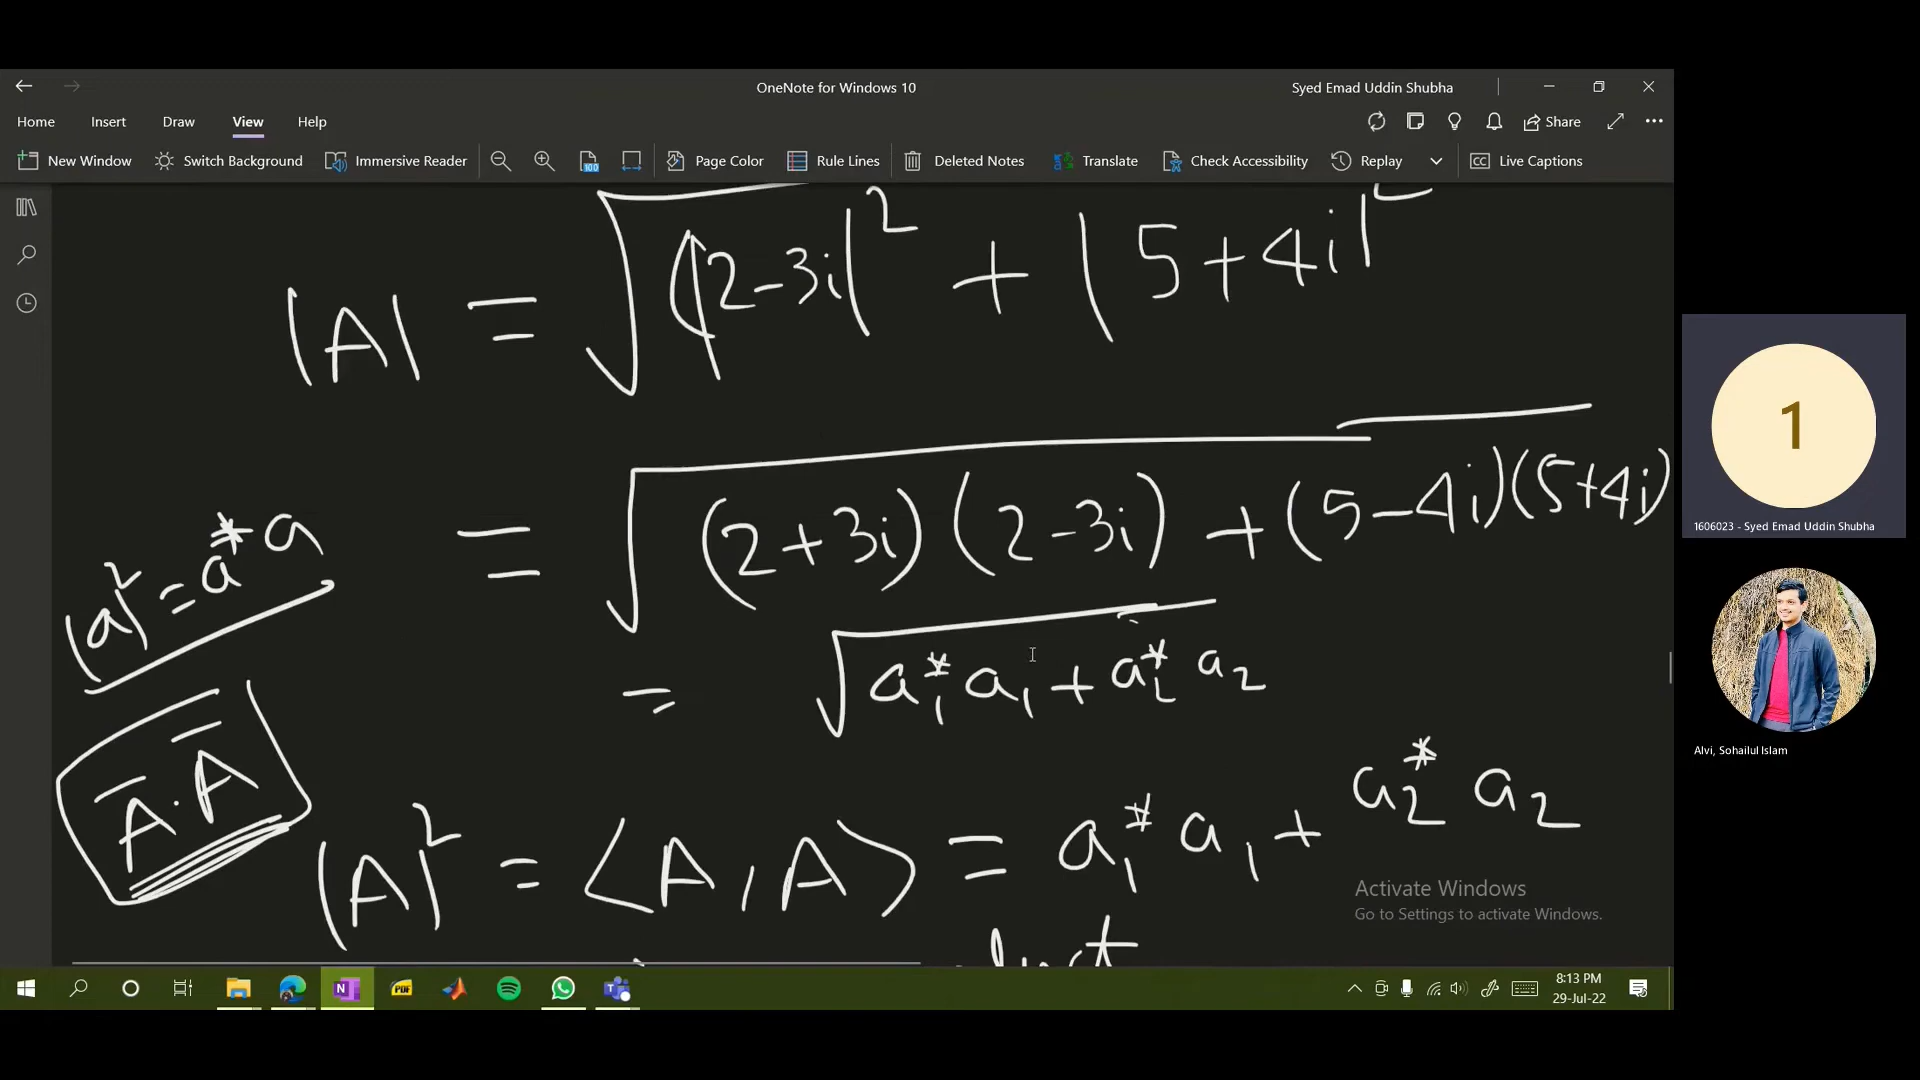 OneNote for Windows 10
Syed Emad Uddin Shubha
Home Insert Draw View Help
Share
New Window Switch Background Immersive Reader 100 Page Color Rule Lines Deleted Notes Translate Check Accessibility Replay CC Live Captions
|A| = √(|2-3i|² + |5+4i|²)
= √((2+3i)(2-3i) + (5-4i)(5+4i))
|a|² = a* a
= √(a₁* a₁ + a₂* a₂)
A̅ · A̅
|A|² = ⟨A, A⟩ = a₁* a₁ + a₂* a₂
Activate Windows
Go to Settings to activate Windows.
1
1606023 - Syed Emad Uddin Shubha
Alvi, Sohailul Islam
N PDF
8:13 PM
29-Jul-22